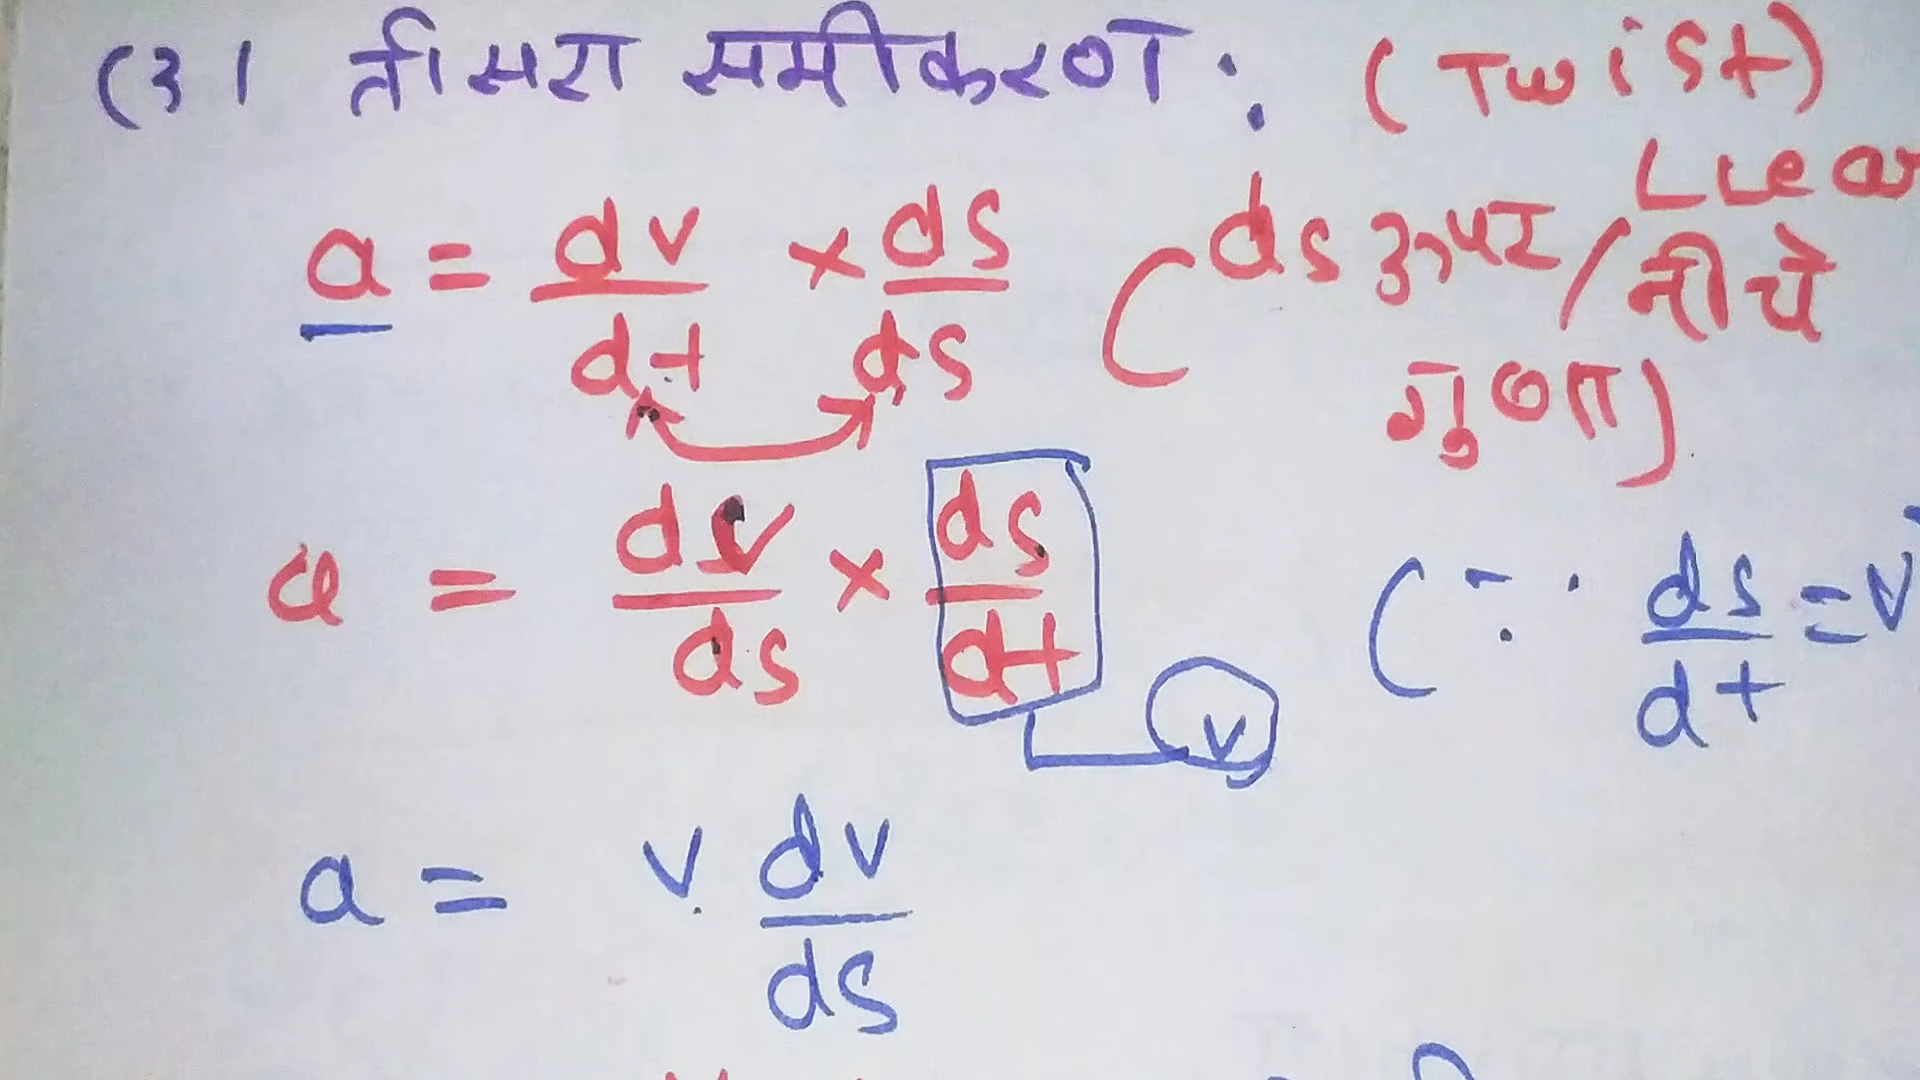 (3) तीसरा समीकरण : (Twist)
a = dv/dt × ds/ds (ds ऊपर/नीचे
गुणा)
a = dv/ds × ds/dt (∵ ds/dt = v
v
a = v dv/ds